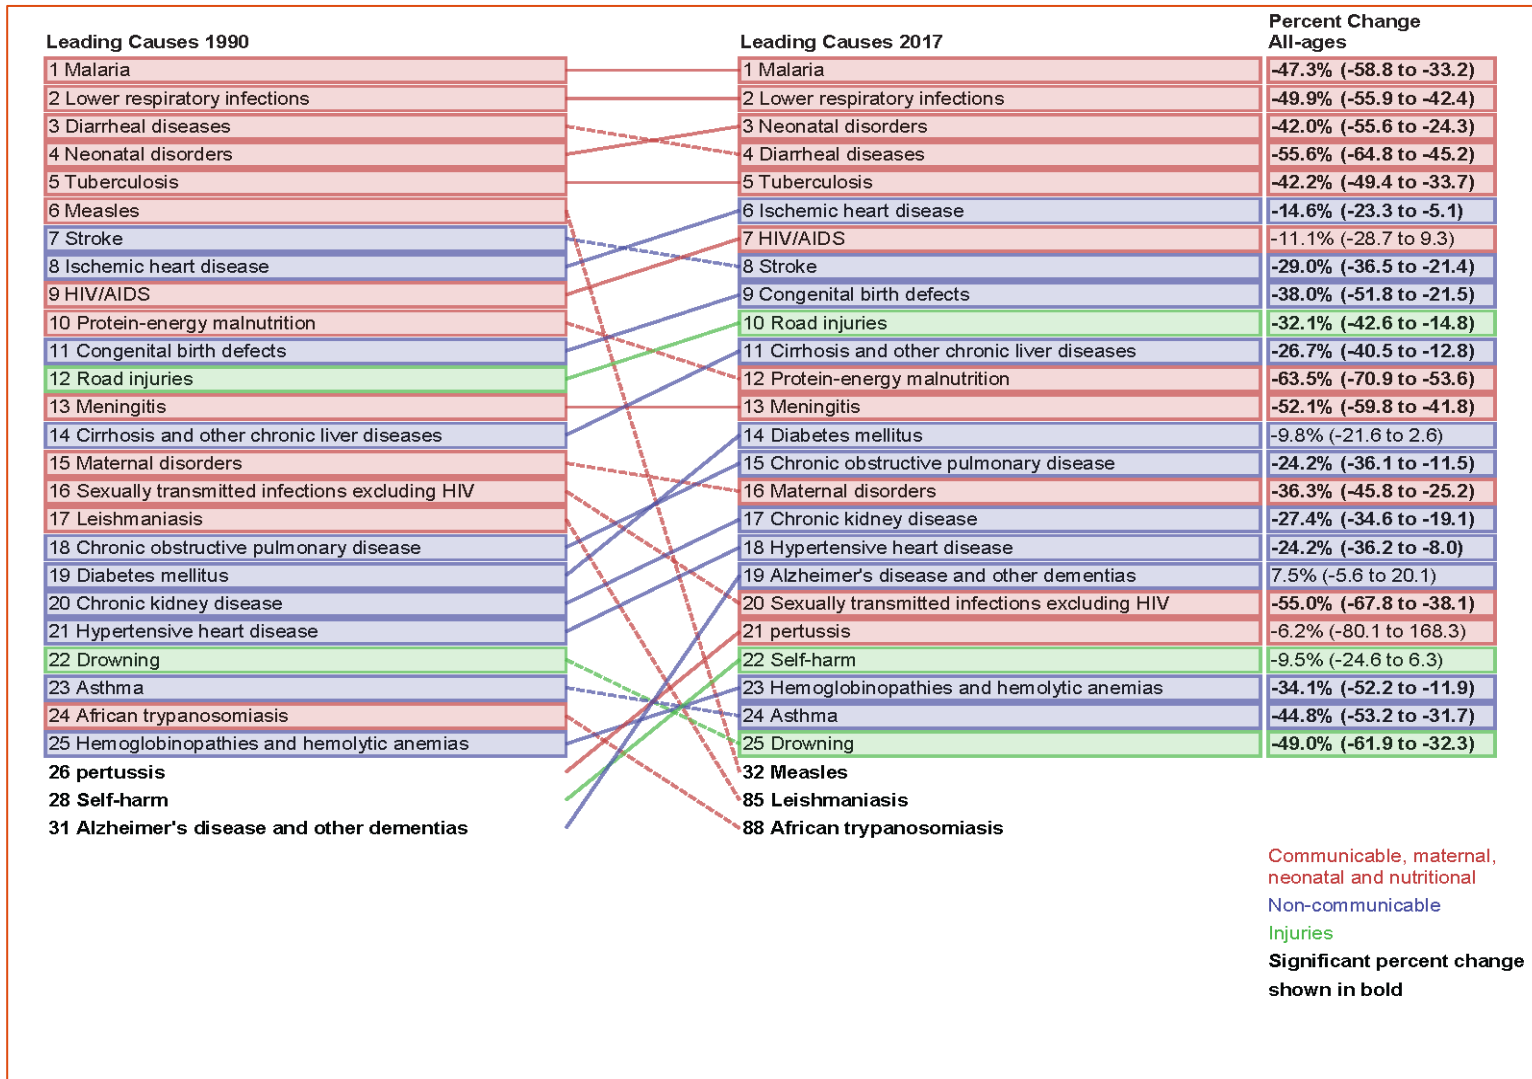 Leading Causes 1990
1 Malaria
2 Lower respiratory infections
3 Diarrheal diseases
4 Neonatal disorders
5 Tuberculosis
6 Measles
7 Stroke
8 Ischemic heart disease
9 HIV/AIDS
10 Protein-energy malnutrition
11 Congenital birth defects
12 Road injuries
13 Meningitis
14 Cirrhosis and other chronic liver diseases
15 Maternal disorders
16 Sexually transmitted infections excluding HIV
17 Leishmaniasis
18 Chronic obstructive pulmonary disease
19 Diabetes mellitus
20 Chronic kidney disease
21 Hypertensive heart disease
22 Drowning
23 Asthma
24 African trypanosomiasis
25 Hemoglobinopathies and hemolytic anemias
26 pertussis
28 Self-harm
31 Alzheimer's disease and other dementias
Leading Causes 2017
1 Malaria
2 Lower respiratory infections
3 Neonatal disorders
4 Diarrheal diseases
5 Tuberculosis
6 Ischemic heart disease
7 HIV/AIDS
8 Stroke
9 Congenital birth defects
10 Road injuries
11 Cirrhosis and other chronic liver diseases
12 Protein-energy malnutrition
13 Meningitis
14 Diabetes mellitus
15 Chronic obstructive pulmonary disease
16 Maternal disorders
17 Chronic kidney disease
18 Hypertensive heart disease
19 Alzheimer's disease and other dementias
20 Sexually transmitted infections excluding HIV
21 pertussis
22 Self-harm
23 Hemoglobinopathies and hemolytic anemias
24 Asthma
25 Drowning
32 Measles
85 Leishmaniasis
88 African trypanosomiasis
Percent Change
All-ages
-47.3% (-58.8 to -33.2)
-49.9% (-55.9 to -42.4)
-42.0% (-55.6 to -24.3)
-55.6% (-64.8 to -45.2)
-42.2% (-49.4 to -33.7)
-14.6% (-23.3 to -5.1)
-11.1% (-28.7 to 9.3)
-29.0% (-36.5 to -21.4)
-38.0% (-51.8 to -21.5)
-32.1% (-42.6 to -14.8)
-26.7% (-40.5 to -12.8)
-63.5% (-70.9 to -53.6)
-52.1% (-59.8 to -41.8)
-9.8% (-21.6 to 2.6)
-24.2% (-36.1 to -11.5)
-36.3% (-45.8 to -25.2)
-27.4% (-34.6 to -19.1)
-24.2% (-36.2 to -8.0)
7.5% (-5.6 to 20.1)
-55.0% (-67.8 to -38.1)
-6.2% (-80.1 to 168.3)
-9.5% (-24.6 to 6.3)
-34.1% (-52.2 to -11.9)
-44.8% (-53.2 to -31.7)
-49.0% (-61.9 to -32.3)
Communicable, maternal,
neonatal and nutritional
Non-communicable
Injuries
Significant percent change
shown in bold